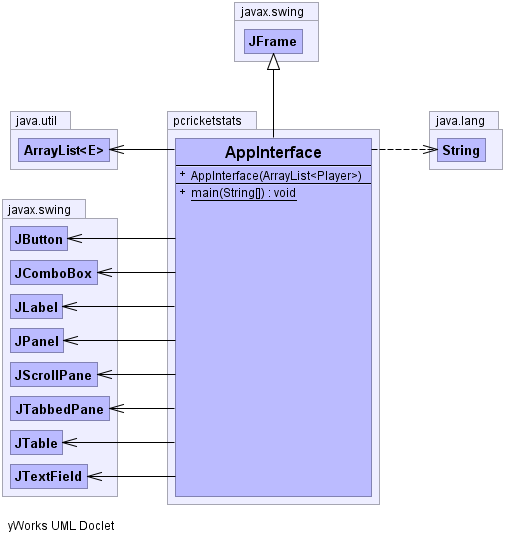 javax.swing
JFrame
java.util
ArrayList<E>
pcricketstats
AppInterface
+ AppInterface(ArrayList<Player>)
+ main(String[]) : void
java.lang
String
javax.swing
JButton
JComboBox
JLabel
JPanel
JScrollPane
JTabbedPane
JTable
JTextField
yWorks UML Doclet